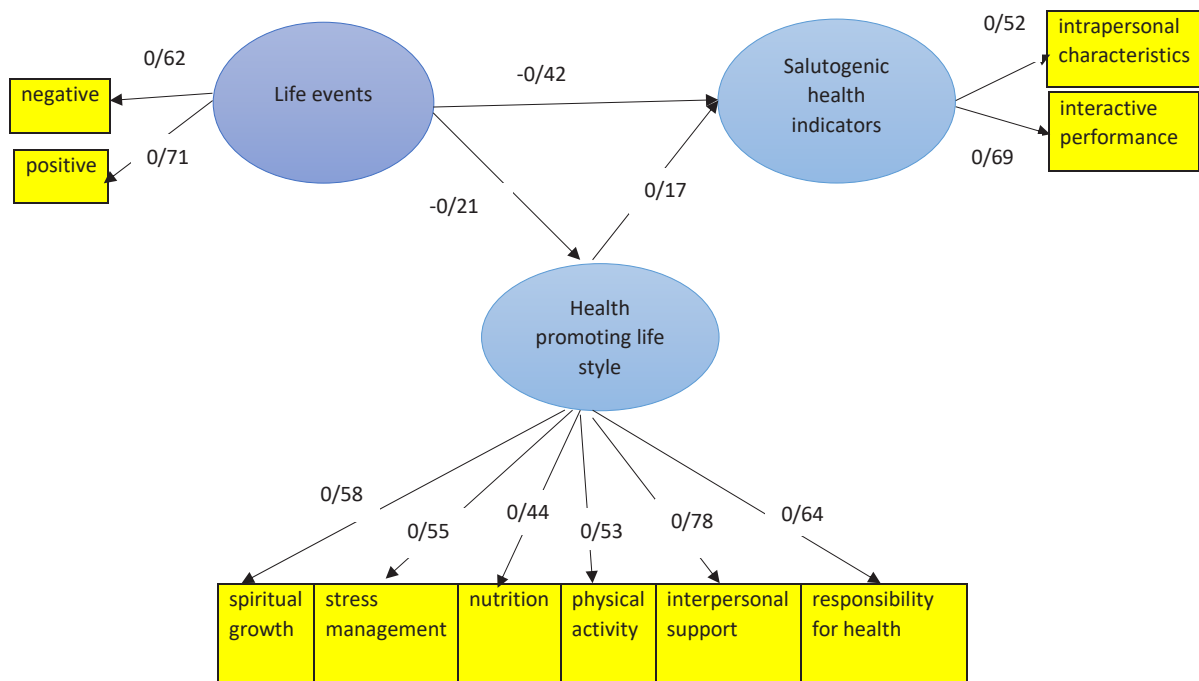 0/62
negative
positive
0/71
Life events
-0/42
-0/21
Salutogenic
health
indicators
0/17
0/52
intrapersonal
characteristics
interactive
performance
0/69
Health
promoting life
style
0/58
0/55
0/44
0/53
0/78
0/64
spiritual
growth
stress
management
nutrition
physical
activity
interpersonal
support
responsibility
for health